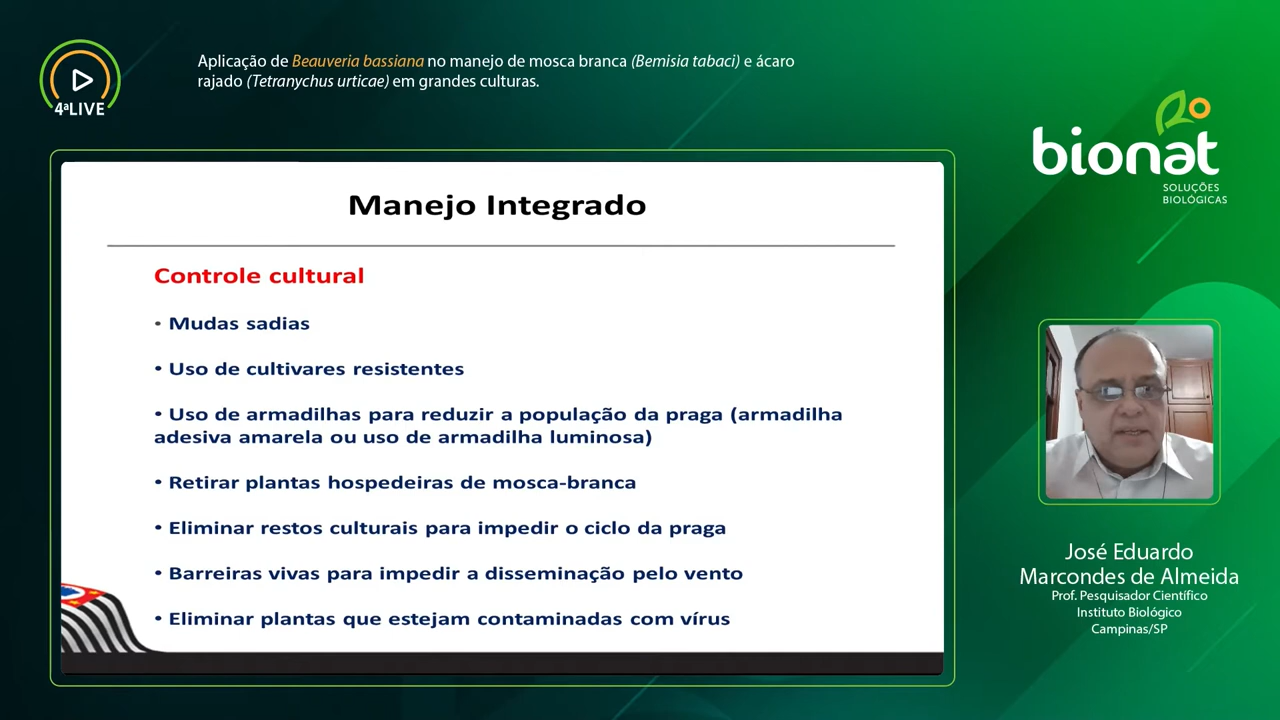 Aplicação de Beauveria bassiana no manejo de mosca branca (Bemisia tabaci) e ácaro
rajado (Tetranychus urticae) em grandes culturas.
4ªLIVE
bionat
SOLUÇÕES
BIOLÓGICAS
Manejo Integrado
Controle cultural
• Mudas sadias
• Uso de cultivares resistentes
• Uso de armadilhas para reduzir a população da praga (armadilha
adesiva amarela ou uso de armadilha luminosa)
• Retirar plantas hospedeiras de mosca-branca
• Eliminar restos culturais para impedir o ciclo da praga
• Barreiras vivas para impedir a disseminação pelo vento
• Eliminar plantas que estejam contaminadas com vírus
José Eduardo
Marcondes de Almeida
Prof. Pesquisador Científico
Instituto Biológico
Campinas/SP